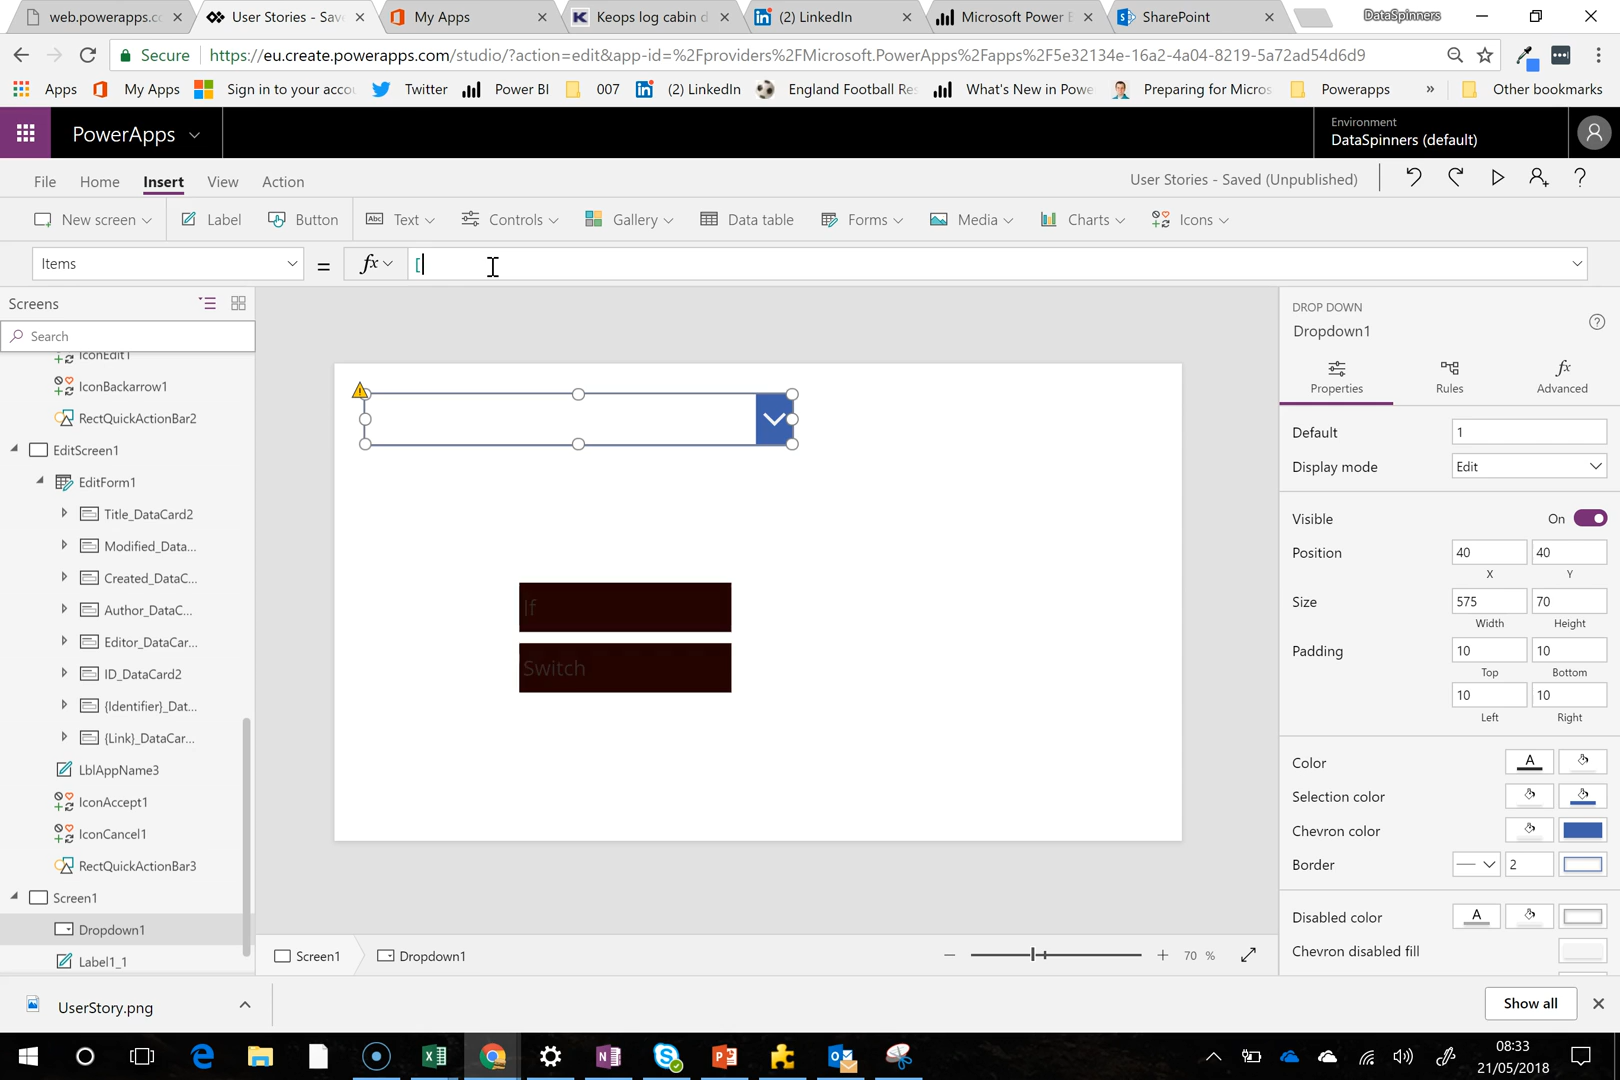 web.powerapps.cc
User Stories - Save
My Apps
Keops log cabin d
(2) LinkedIn
Microsoft Power B
SharePoint
DataSpinners
Secure
https://eu.create.powerapps.com/studio/?action=edit&app-id=%2Fproviders%2FMicrosoft.PowerApps%2Fapps%2F5e32134e-16a2-4a04-8219-5a72ad54d6d9
Apps
My Apps
Sign in to your accou
Twitter
Power BI
007
(2) LinkedIn
England Football Res
What's New in Powe
Preparing for Micros
Powerapps
»
Other bookmarks
PowerApps
Environment
DataSpinners (default)
File
Home
Insert
View
Action
User Stories - Saved (Unpublished)
New screen
Label
Button
Abc
Text
Controls
Gallery
Data table
Forms
Media
Charts
Icons
Items
=
fx
[
Screens
Search
IconEdit1
IconBackarrow1
RectQuickActionBar2
EditScreen1
EditForm1
Title_DataCard2
Modified_Data...
Created_DataC...
Author_DataC...
Editor_DataCar...
ID_DataCard2
{Identifier}_Dat...
{Link}_DataCar...
LblAppName3
IconAccept1
IconCancel1
RectQuickActionBar3
Screen1
Dropdown1
Label1_1
If
Switch
DROP DOWN
Dropdown1
Properties
Rules
fx
Advanced
Default
1
Display mode
Edit
Visible
On
Position
40
40
X
Y
Size
575
70
Width
Height
Padding
10
10
Top
Bottom
10
10
Left
Right
Color
A
Selection color
Chevron color
Border
2
Disabled color
A
Chevron disabled fill
Screen1
Dropdown1
70 %
UserStory.png
Show all
08:33
21/05/2018